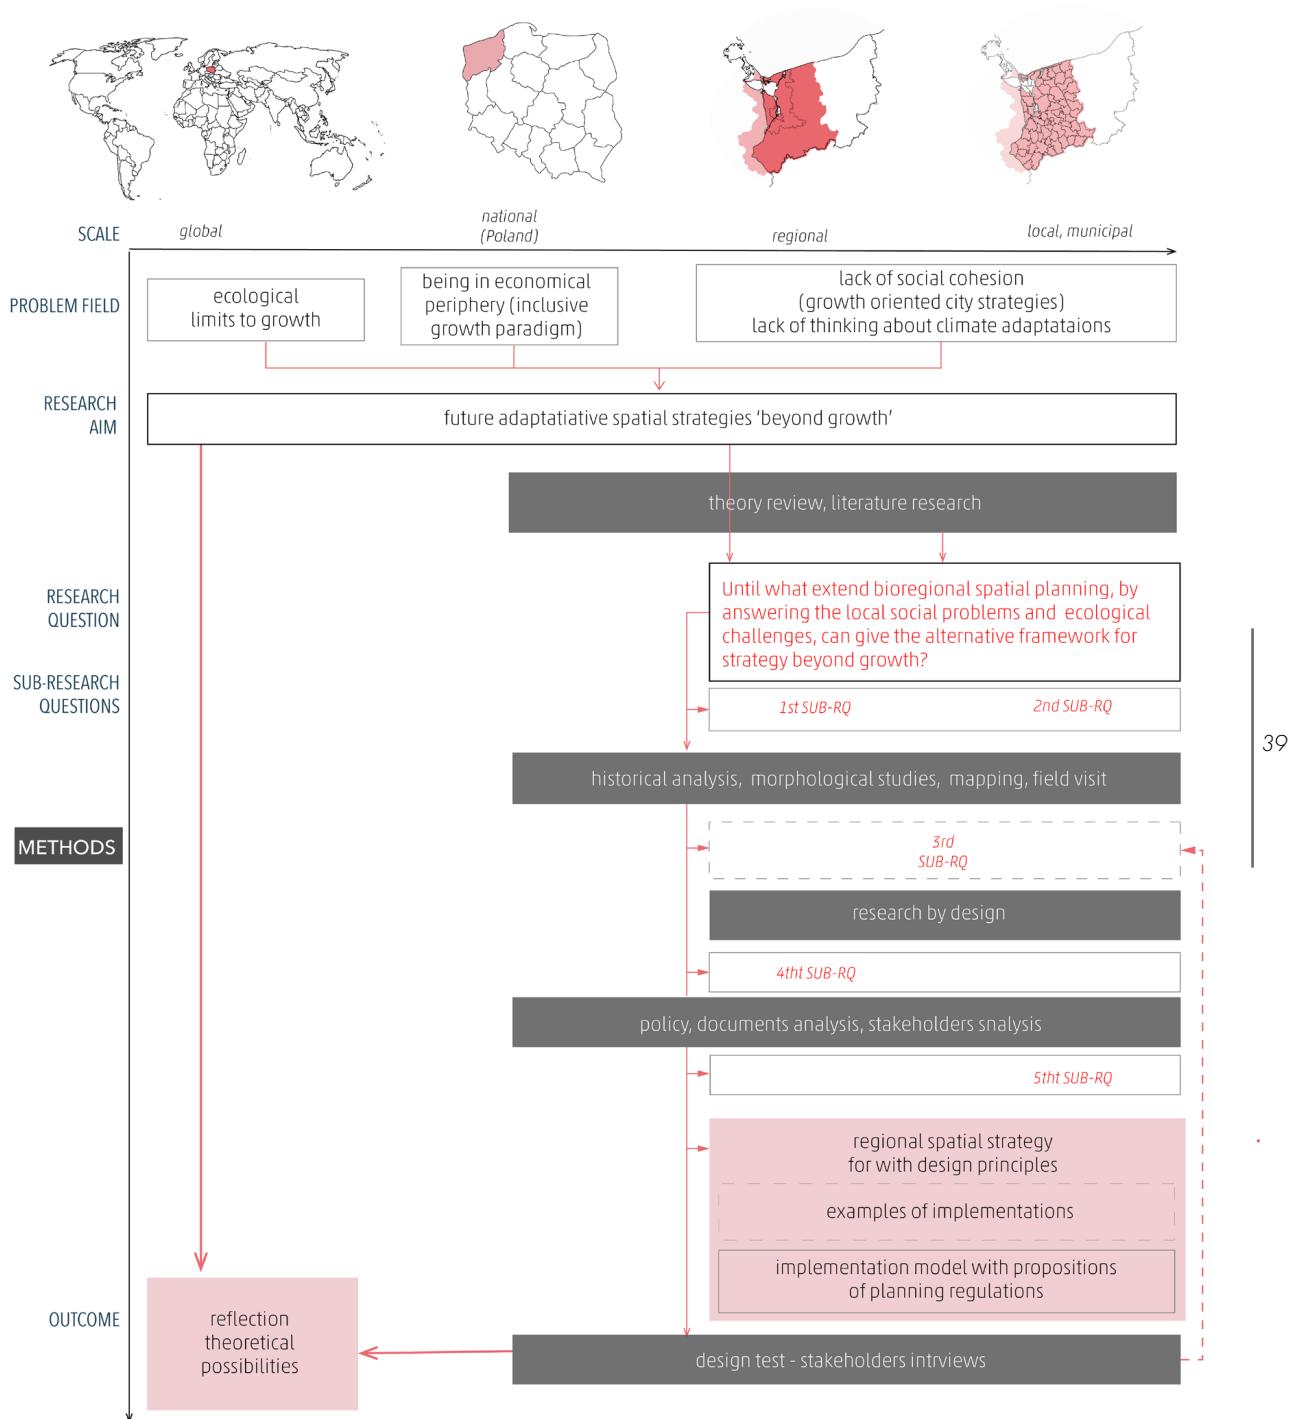 SCALE
global
national
(Poland)
regional
local, municipal
PROBLEM FIELD
ecological
limits to growth
being in economical
periphery (inclusive
growth paradigm)
lack of social cohesion
(growth oriented city strategies)
lack of thinking about climate adaptataions
RESEARCH
AIM
future adaptatiative spatial strategies ‘beyond growth’
theory review, literature research
RESEARCH
QUESTION
Until what extend bioregional spatial planning, by
answering the local social problems and ecological
challenges, can give the alternative framework for
strategy beyond growth?
SUB-RESEARCH
QUESTIONS
1st SUB-RQ
2nd SUB-RQ
39
historical analysis, morphological studies, mapping, field visit
METHODS
3rd
SUB-RQ
research by design
4tht SUB-RQ
policy, documents analysis, stakeholders snalysis
5tht SUB-RQ
regional spatial strategy
for with design principles
examples of implementations
implementation model with propositions
of planning regulations
OUTCOME
reflection
theoretical
possibilities
design test - stakeholders intrviews